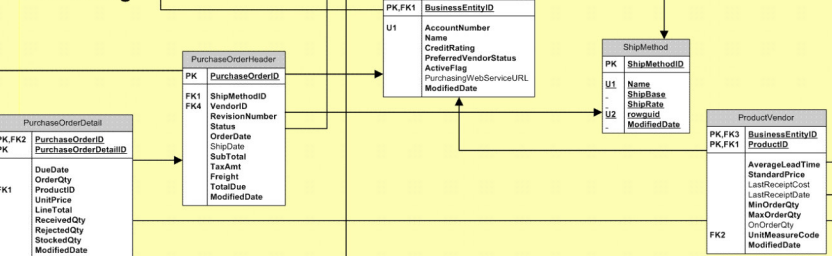 PK,FK1 BusinessEntityID
U1 AccountNumber
Name
CreditRating
PreferredVendorStatus
ActiveFlag
PurchasingWebServiceURL
ModifiedDate
PurchaseOrderHeader
PK PurchaseOrderID
FK1 ShipMethodID
FK4 VendorID
RevisionNumber
Status
OrderDate
ShipDate
SubTotal
TaxAmt
Freight
TotalDue
ModifiedDate
ShipMethod
PK ShipMethodID
U1 Name
ShipBase
ShipRate
U2 rowguid
ModifiedDate
PurchaseOrderDetail
PK,FK2 PurchaseOrderID
PK PurchaseOrderDetailID
DueDate
OrderQty
FK1 ProductID
UnitPrice
LineTotal
ReceivedQty
RejectedQty
StockedQty
ModifiedDate
ProductVendor
PK,FK3 BusinessEntityID
PK,FK1 ProductID
AverageLeadTime
StandardPrice
LastReceiptCost
LastReceiptDate
MinOrderQty
MaxOrderQty
OnOrderQty
FK2 UnitMeasureCode
ModifiedDate